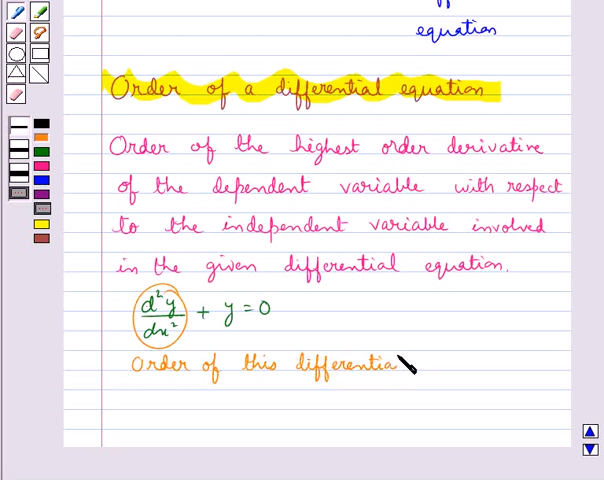 equation
Order of a differential equation
Order of the highest order derivative
of the dependent variable with respect
to the independent variable involved
in the given differential equation.
d²y/dx² + y = 0
Order of this differentia